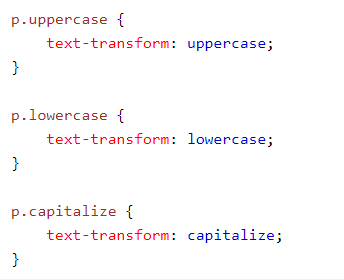 p.uppercase {
    text-transform: uppercase;
}

p.lowercase {
    text-transform: lowercase;
}

p.capitalize {
    text-transform: capitalize;
}